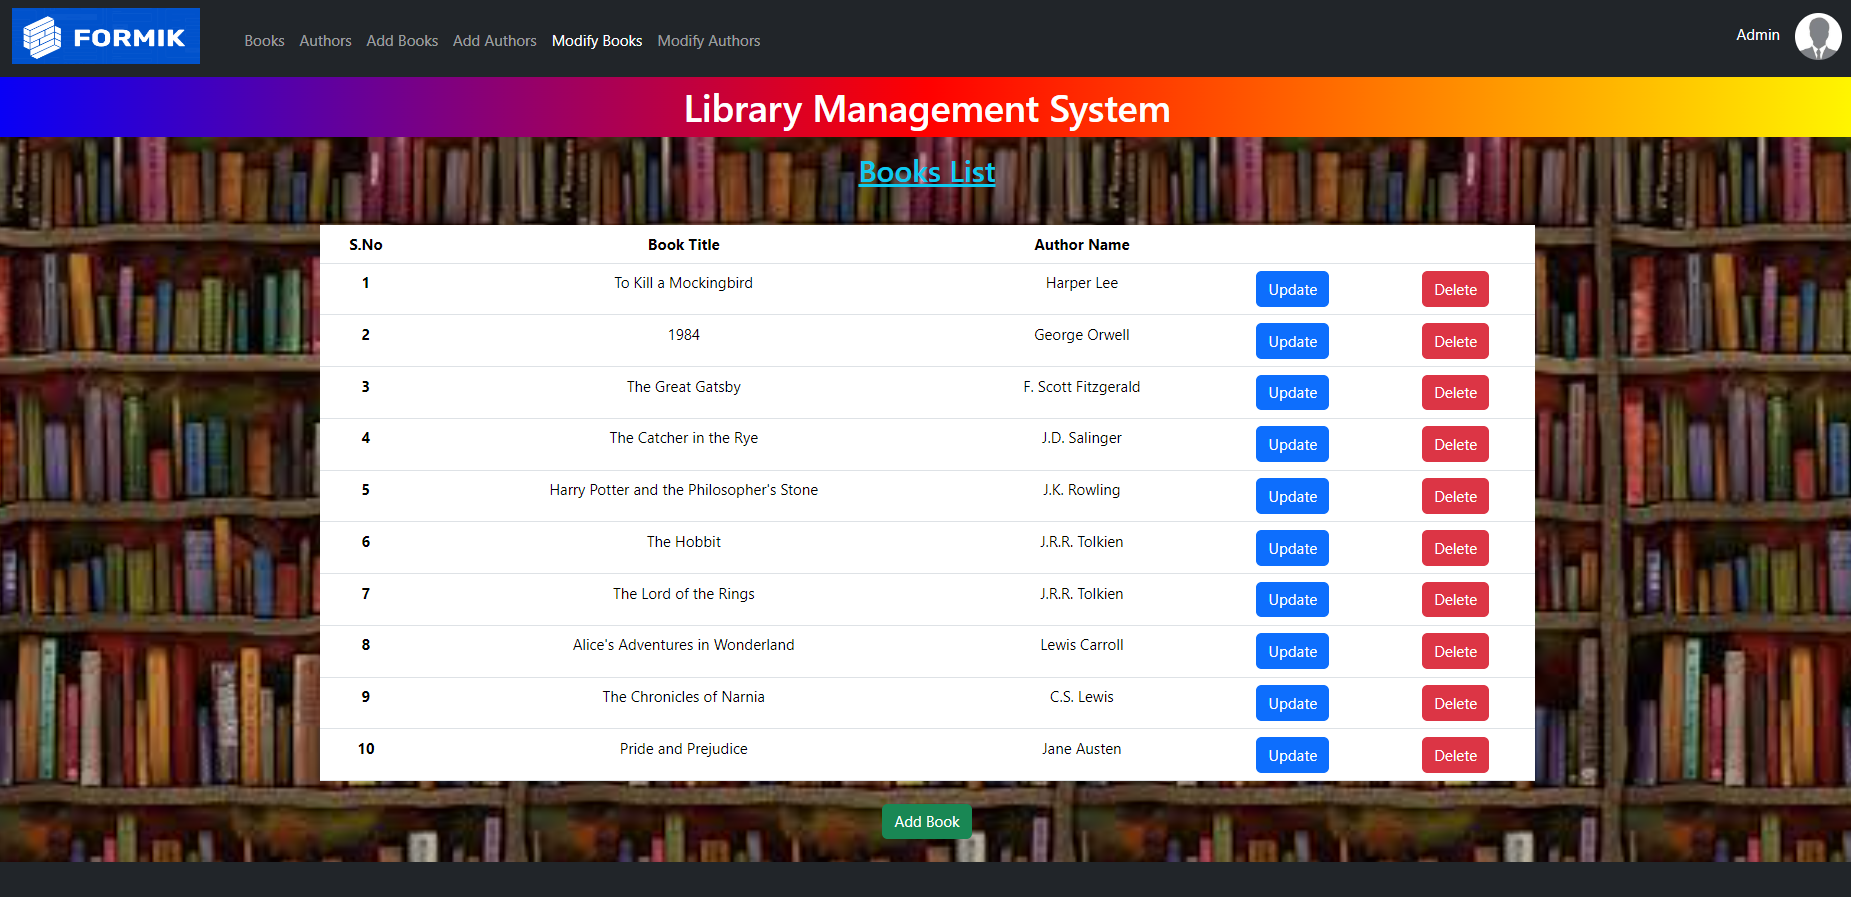 FORMIK
Books Authors Add Books Add Authors Modify Books Modify Authors
Admin
Library Management System
Books List
S.No Book Title Author Name
1 To Kill a Mockingbird Harper Lee Update Delete
2 1984 George Orwell Update Delete
3 The Great Gatsby F. Scott Fitzgerald Update Delete
4 The Catcher in the Rye J.D. Salinger Update Delete
5 Harry Potter and the Philosopher's Stone J.K. Rowling Update Delete
6 The Hobbit J.R.R. Tolkien Update Delete
7 The Lord of the Rings J.R.R. Tolkien Update Delete
8 Alice's Adventures in Wonderland Lewis Carroll Update Delete
9 The Chronicles of Narnia C.S. Lewis Update Delete
10 Pride and Prejudice Jane Austen Update Delete
Add Book